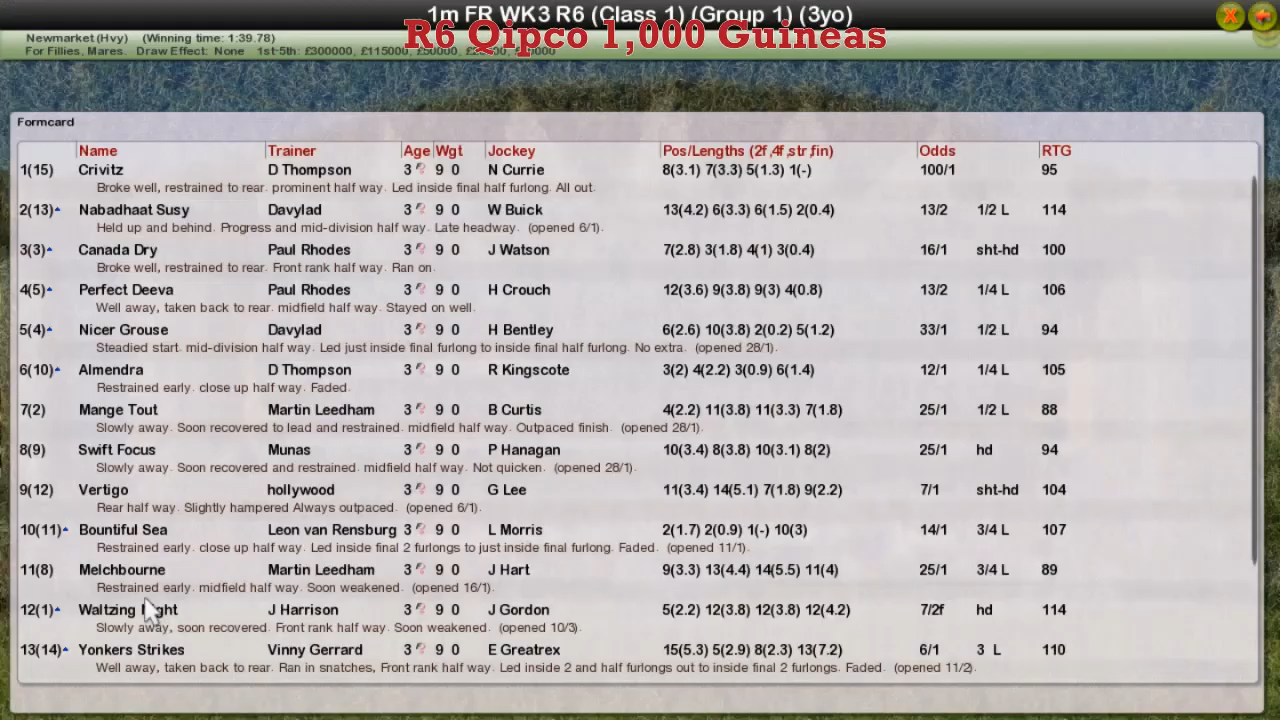 1m FR WK3 R6 (Class 1) (Group 1) (3yo)
R6 Qipco 1,000 Guineas
Newmarket (Hvy) (Winning time: 1:39.78)
For Fillies, Mares. Draw Effect: None 1st-5th: £300000, £115000,
Formcard
Name Trainer Age Wgt Jockey Pos/Lengths (2f,4f,str,fin) Odds RTG
1(15) Crivitz D Thompson 3 9 0 N Currie 8(3.1) 7(3.3) 5(1.3) 1(-) 100/1 95
Broke well, restrained to rear. prominent half way. Led inside final half furlong. All out.
2(13) Nabadhaat Susy Davylad 3 9 0 W Buick 13(4.2) 6(3.3) 6(1.5) 2(0.4) 13/2 1/2 L 114
Held up and behind. Progress and mid-division half way. Late headway. (opened 6/1).
3(3) Canada Dry Paul Rhodes 3 9 0 J Watson 7(2.8) 3(1.8) 4(1) 3(0.4) 16/1 sht-hd 100
Broke well, restrained to rear. Front rank half way. Ran on.
4(5) Perfect Deeva Paul Rhodes 3 9 0 H Crouch 12(3.6) 9(3.8) 9(3) 4(0.8) 13/2 1/4 L 106
Well away, taken back to rear. midfield half way. Stayed on well.
5(4) Nicer Grouse Davylad 3 9 0 H Bentley 6(2.6) 10(3.8) 2(0.2) 5(1.2) 33/1 1/2 L 94
Steadied start. mid-division half way. Led just inside final furlong to inside final half furlong. No extra. (opened 28/1).
6(10) Almendra D Thompson 3 9 0 R Kingscote 3(2) 4(2.2) 3(0.9) 6(1.4) 12/1 1/4 L 105
Restrained early. close up half way. Faded.
7(2) Mange Tout Martin Leedham 3 9 0 B Curtis 4(2.2) 11(3.8) 11(3.3) 7(1.8) 25/1 1/2 L 88
Slowly away. Soon recovered to lead and restrained. midfield half way. Outpaced finish. (opened 28/1).
8(9) Swift Focus Munas 3 9 0 P Hanagan 10(3.4) 8(3.8) 10(3.1) 8(2) 25/1 hd 94
Slowly away. Soon recovered and restrained. midfield half way. Not quicken. (opened 28/1).
9(12) Vertigo hollywood 3 9 0 G Lee 11(3.4) 14(5.1) 7(1.8) 9(2.2) 7/1 sht-hd 104
Rear half way. Slightly hampered Always outpaced. (opened 6/1).
10(11) Bountiful Sea Leon van Rensburg 3 9 0 L Morris 2(1.7) 2(0.9) 1(-) 10(3) 14/1 3/4 L 107
Restrained early. close up half way. Led inside final 2 furlongs to just inside final furlong. Faded. (opened 11/1).
11(8) Melchbourne Martin Leedham 3 9 0 J Hart 9(3.3) 13(4.4) 14(5.5) 11(4) 25/1 3/4 L 89
Restrained early. midfield half way. Soon weakened. (opened 16/1).
12(1) Waltzing J Harrison 3 9 0 J Gordon 5(2.2) 12(3.8) 12(3.8) 12(4.2) 7/2f hd 114
Slowly away, soon recovered. Front rank half way. Soon weakened. (opened 10/3).
13(14) Yonkers Strikes Vinny Gerrard 3 9 0 E Greatrex 15(5.3) 5(2.9) 8(2.3) 13(7.2) 6/1 3 L 110
Well away, taken back to rear. Ran in snatches, Front rank half way. Led inside 2 and half furlongs out to inside final 2 furlongs. Faded. (opened 11/2).